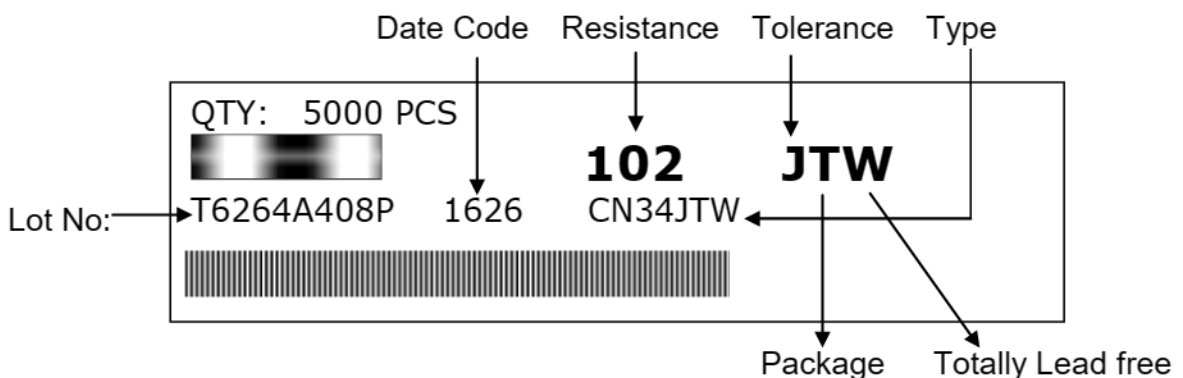 Date Code Resistance Tolerance Type
QTY: 5000 PCS
102 JTW
Lot No: T6264A408P 1626 CN34JTW
Package Totally Lead free